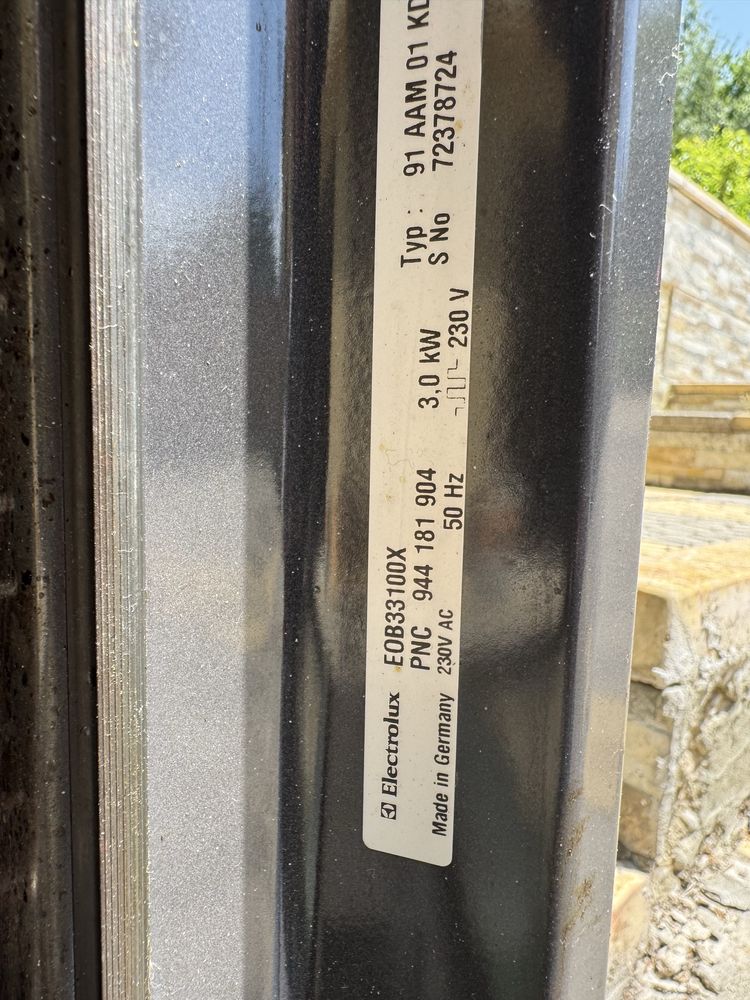 Electrolux EOB33100X
PNC 944 181 904 3,0 kW Typ : 91 AAM 01 KD
Made in Germany 230V AC 50 Hz 230 V S No 72378724